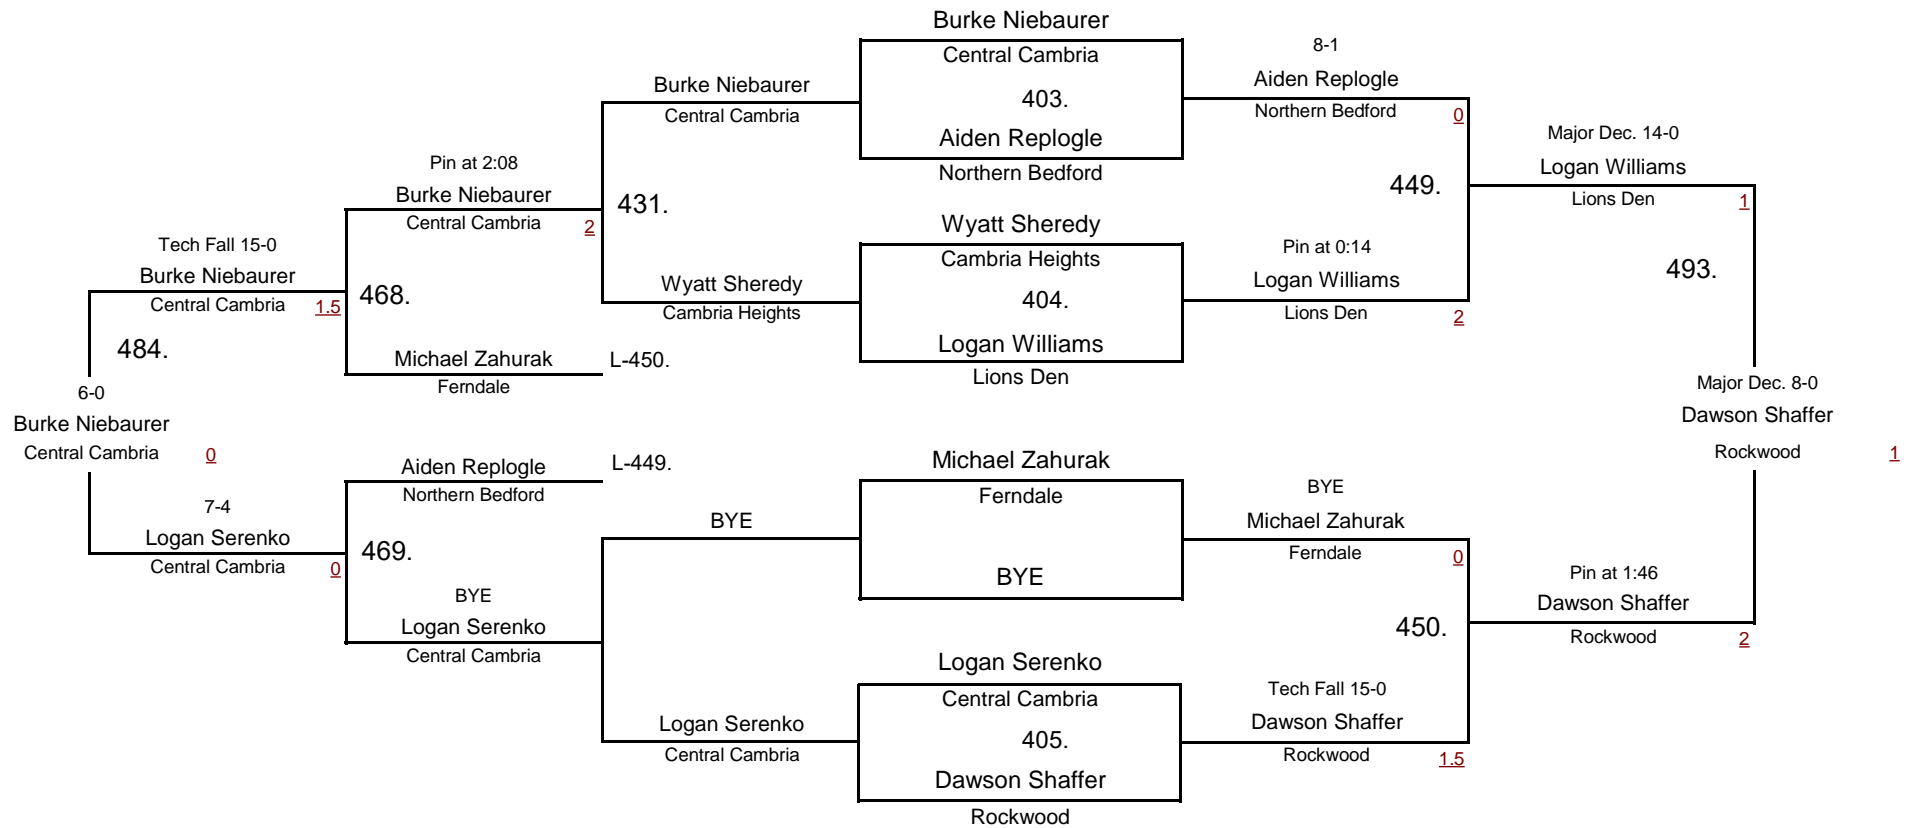 Burke Niebaurer
Central Cambria
403.
Aiden Replogle
Northern Bedford
Wyatt Sheredy
Cambria Heights
404.
Logan Williams
Lions Den
Michael Zahurak
Ferndale
BYE
Logan Serenko
Central Cambria
405.
Dawson Shaffer
Rockwood
8-1
Aiden Replogle
Northern Bedford
0
449.
Pin at 0:14
Logan Williams
Lions Den
2
BYE
Michael Zahurak
Ferndale
0
450.
Tech Fall 15-0
Dawson Shaffer
Rockwood
1.5
Major Dec. 14-0
Logan Williams
Lions Den
1
493.
Pin at 1:46
Dawson Shaffer
Rockwood
2
Major Dec. 8-0
Dawson Shaffer
Rockwood
1
Burke Niebaurer
Central Cambria
431.
Wyatt Sheredy
Cambria Heights
BYE
Logan Serenko
Central Cambria
Pin at 2:08
Burke Niebaurer
Central Cambria
2
468.
Michael Zahurak
L-450.
Ferndale
Aiden Replogle
L-449.
Northern Bedford
469.
BYE
Logan Serenko
Central Cambria
Tech Fall 15-0
Burke Niebaurer
Central Cambria
1.5
484.
7-4
Logan Serenko
Central Cambria
0
6-0
Burke Niebaurer
Central Cambria
0